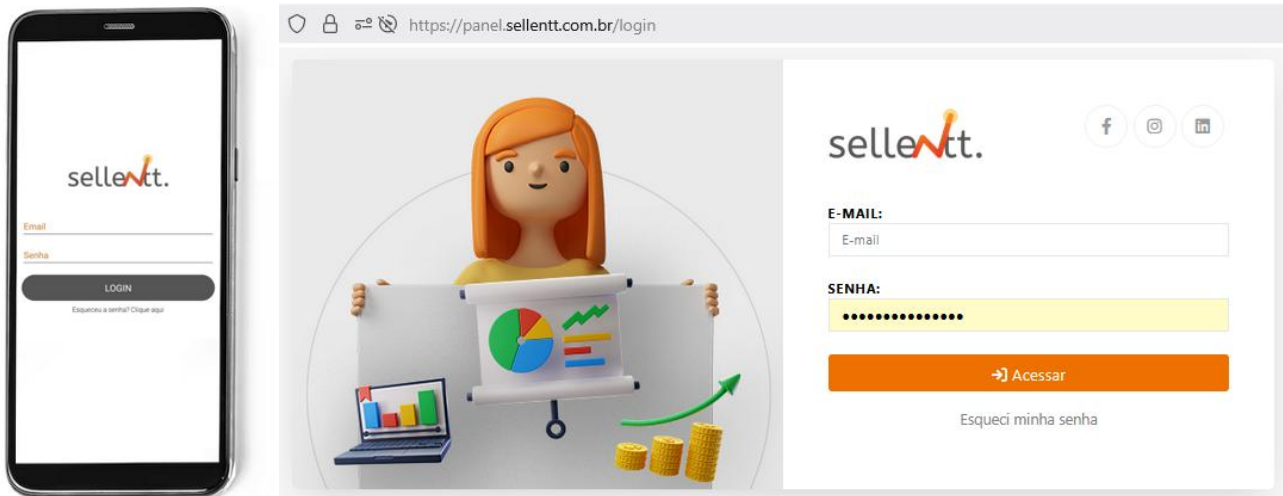 sellentt.
Email
Senha
LOGIN
Esqueceu a senha? Clique aqui
https://panel.sellentt.com.br/login
sellentt.
E-MAIL:
E-mail
SENHA:
•••••••••••••••
Acessar
Esqueci minha senha